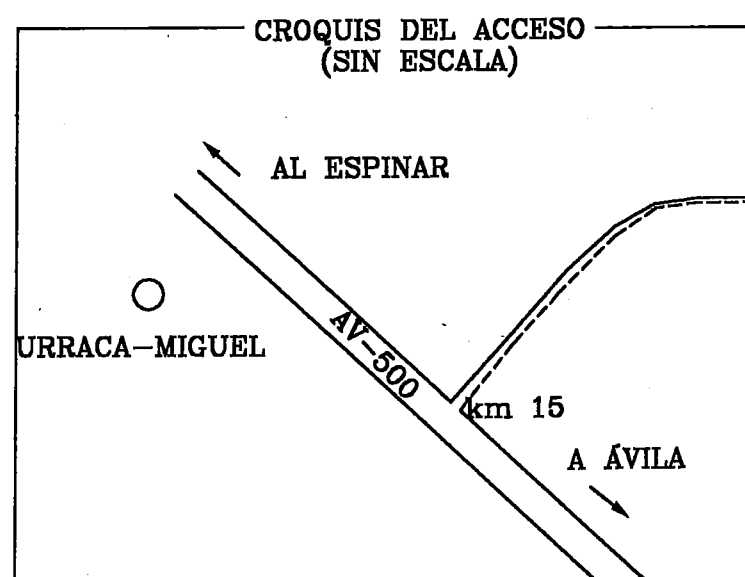 CROQUIS DEL ACCESO
(SIN ESCALA)
AL ESPINAR
URRACA-MIGUEL
AV-500
km 15
A ÁVILA